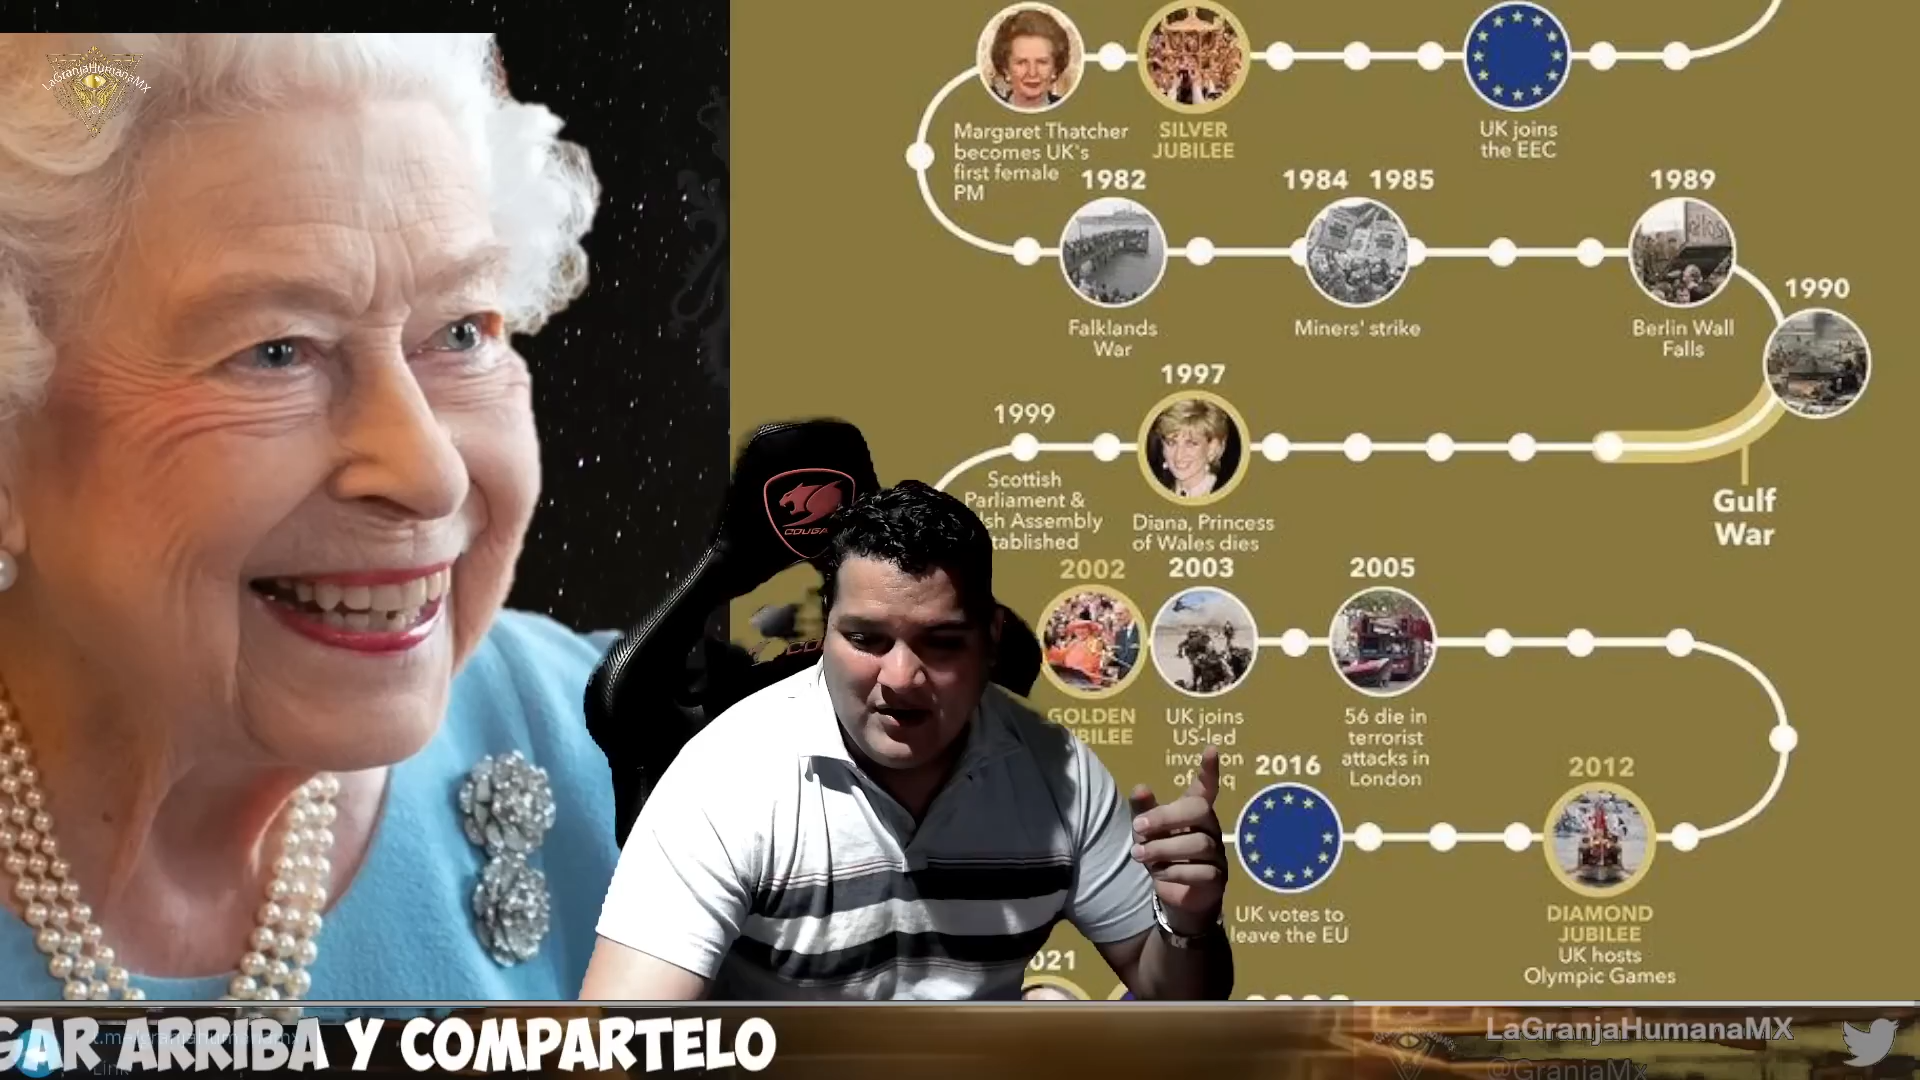 LaGranjaHumanaMX
Margaret Thatcher
becomes UK's
first female
PM
SILVER
JUBILEE
UK joins
the EEC
1982
1984 1985
1989
1990
Falklands
War
Miners' strike
Berlin Wall
Falls
1997
1999
Scottish
Parliament &
Assembly
Diana, Princess
of Wales dies
Gulf
War
COUGAR
2002
2003
2005
GOLDEN
UK joins
US-led
56 die in
terrorist
attacks in
London
2016
2012
UK votes to
leave the EU
DIAMOND
JUBILEE
UK hosts
Olympic Games
ARRIBA Y COMPARTELO
LaGranjaHumanaMX
@GranjaMx